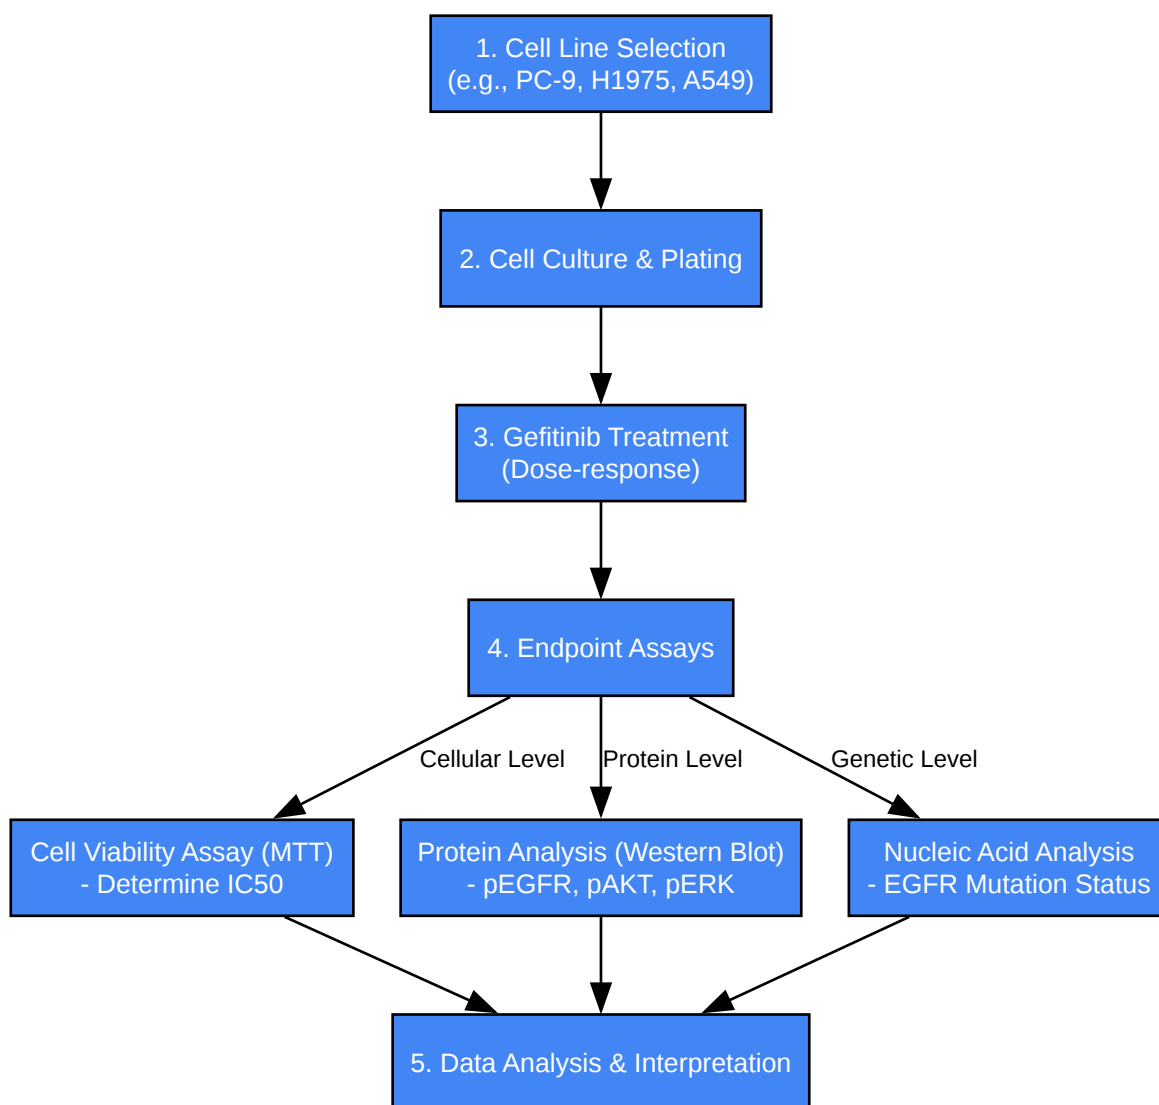 1. Cell Line Selection
(e.g., PC-9, H1975, A549)
2. Cell Culture & Plating
3. Gefitinib Treatment
(Dose-response)
4. Endpoint Assays
Cellular Level
Protein Level
Genetic Level
Cell Viability Assay (MTT)
- Determine IC50
Protein Analysis (Western Blot)
- pEGFR, pAKT, pERK
Nucleic Acid Analysis
- EGFR Mutation Status
5. Data Analysis & Interpretation